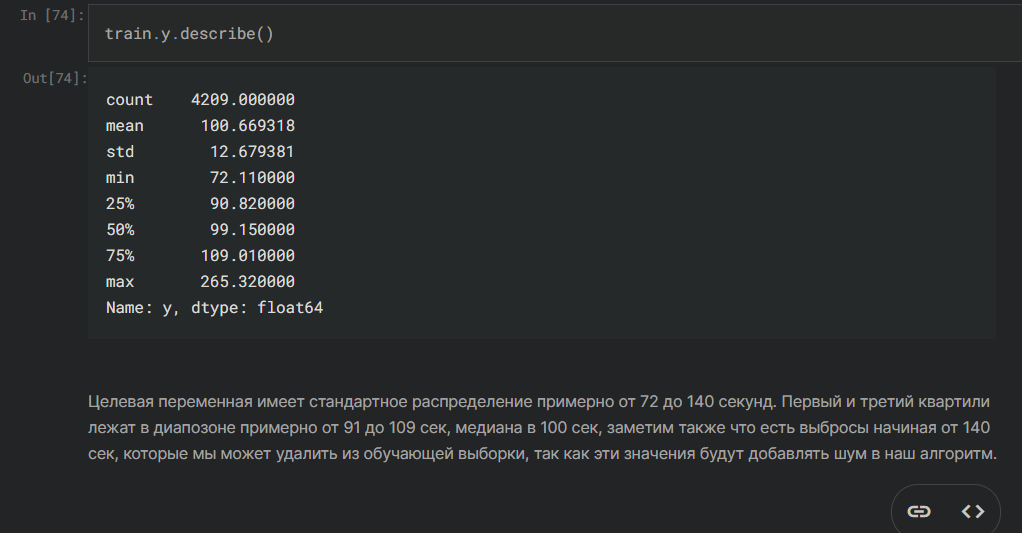 In [74]:
train.y.describe()
Out[74]:
count 4209.000000
mean 100.669318
std 12.679381
min 72.110000
25% 90.820000
50% 99.150000
75% 109.010000
max 265.320000
Name: y, dtype: float64
Целевая переменная имеет стандартное распределение примерно от 72 до 140 секунд. Первый и третий квартили
лежат в диапозоне примерно от 91 до 109 сек, медиана в 100 сек, заметим также что есть выбросы начиная от 140
сек, которые мы может удалить из обучающей выборки, так как эти значения будут добавлять шум в наш алгоритм.